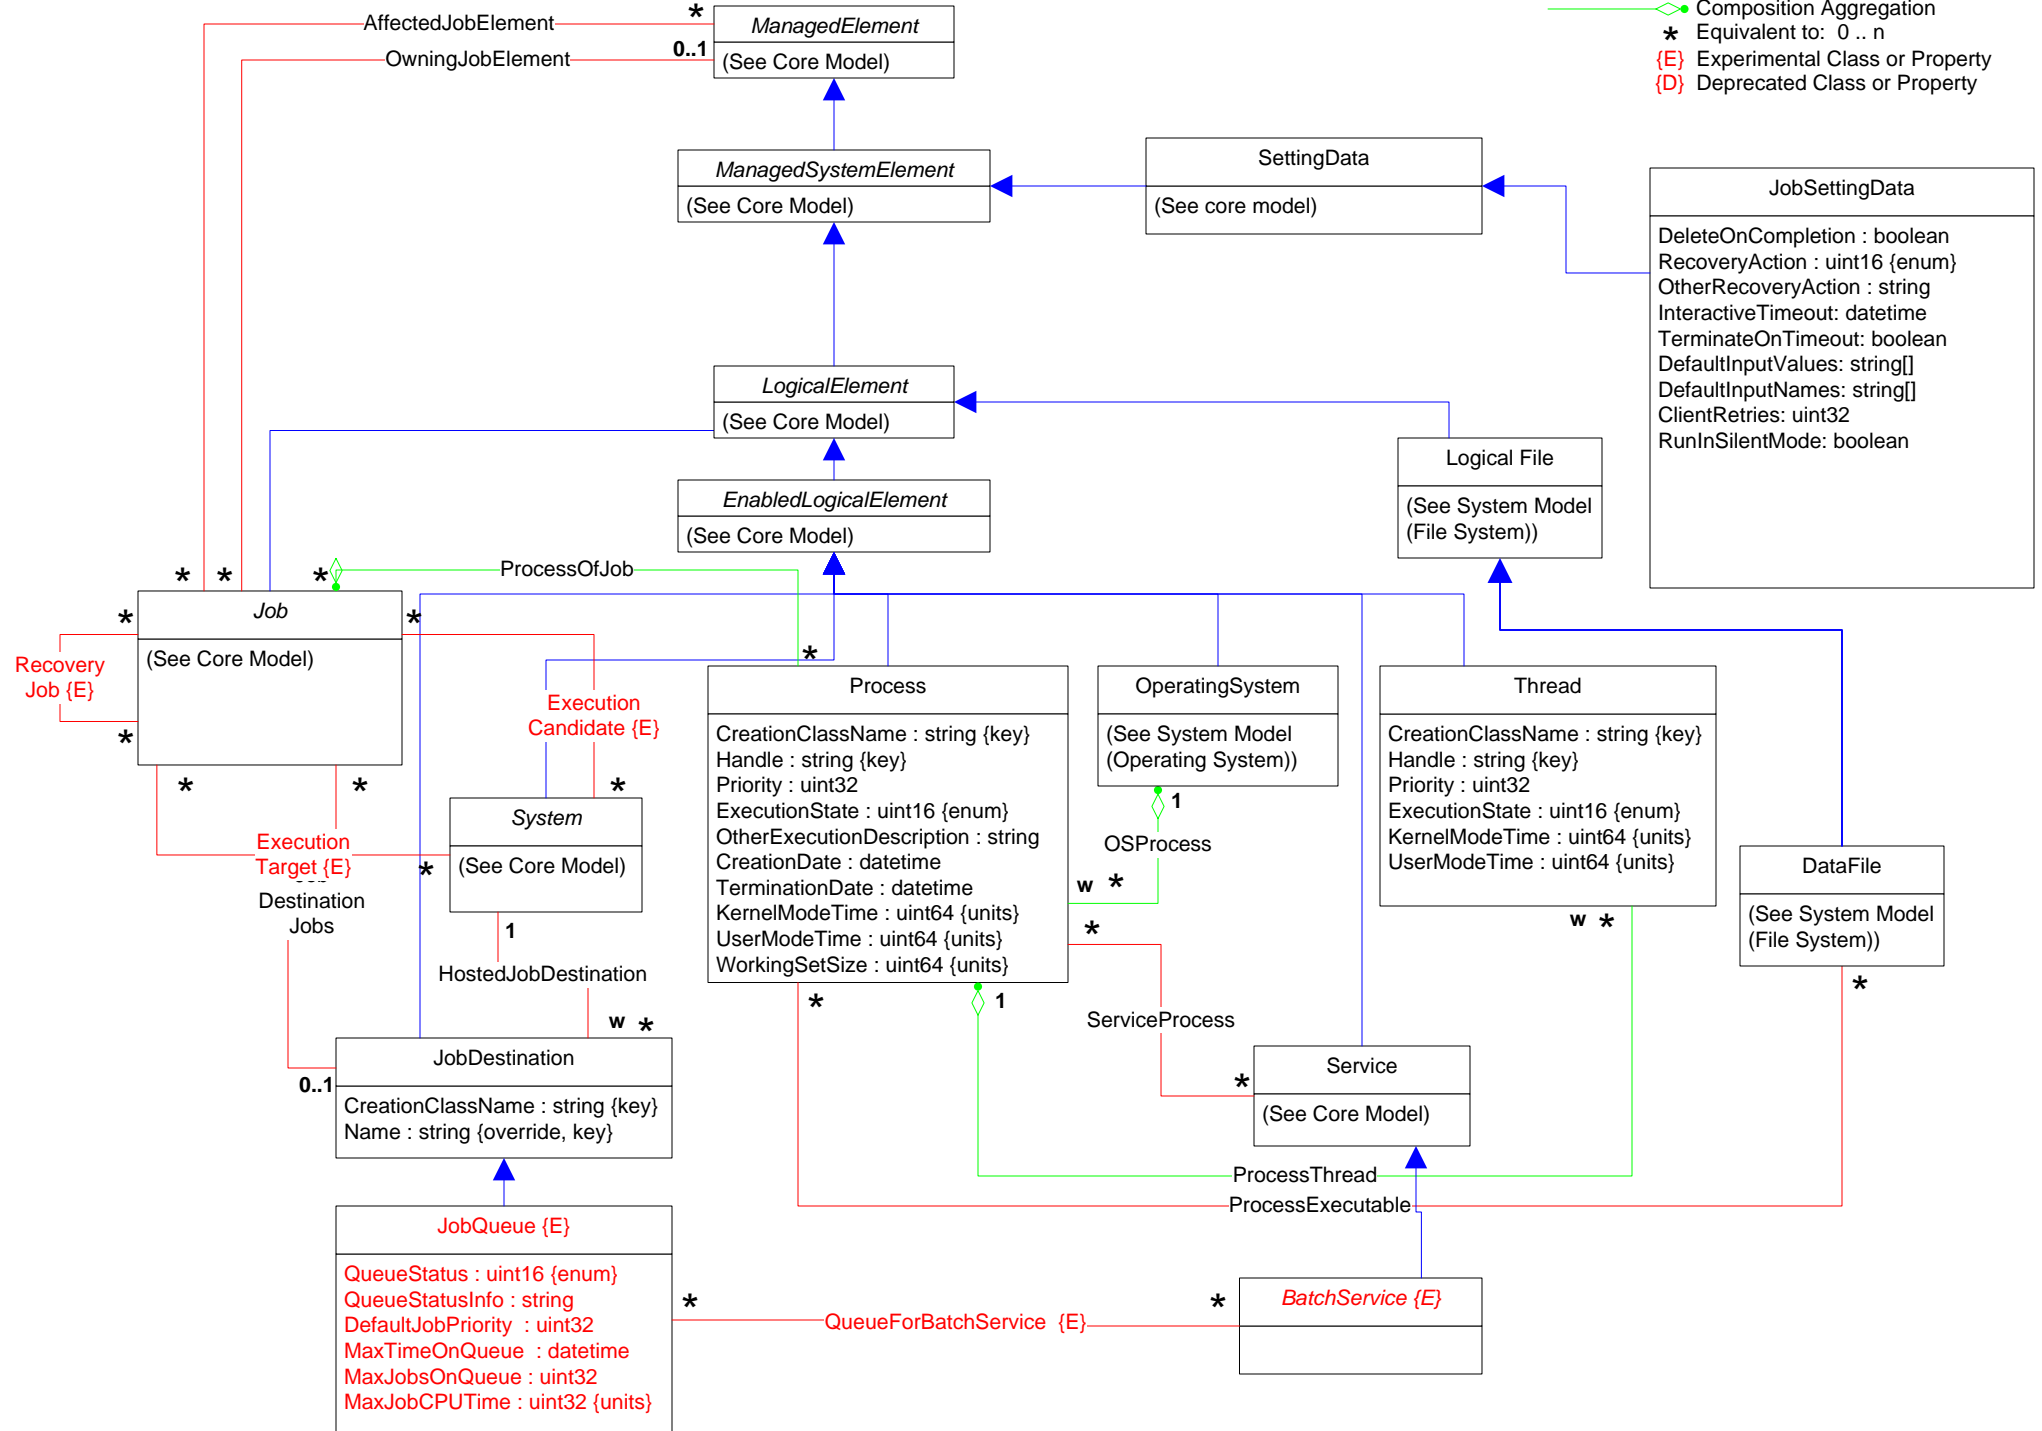 Composition Aggregation
* Equivalent to: 0 .. n
{E} Experimental Class or Property
{D} Deprecated Class or Property
AffectedJobElement
*
OwningJobElement
0..1
ManagedElement
(See Core Model)
ManagedSystemElement
(See Core Model)
SettingData
(See core model)
JobSettingData
DeleteOnCompletion : boolean
RecoveryAction : uint16 {enum}
OtherRecoveryAction : string
InteractiveTimeout: datetime
TerminateOnTimeout: boolean
DefaultInputValues: string[]
DefaultInputNames: string[]
ClientRetries: uint32
RunInSilentMode: boolean
LogicalElement
(See Core Model)
EnabledLogicalElement
(See Core Model)
Logical File
(See System Model
(File System))
* * *
ProcessOfJob
*
Job
(See Core Model)
* *
Recovery
Job {E}
*
Execution
Candidate {E}
*
* *
Execution
Target {E}
*
Destination
Jobs
0..1
System
(See Core Model)
1
HostedJobDestination
w *
Process
CreationClassName : string {key}
Handle : string {key}
Priority : uint32
ExecutionState : uint16 {enum}
OtherExecutionDescription : string
CreationDate : datetime
TerminationDate : datetime
KernelModeTime : uint64 {units}
UserModeTime : uint64 {units}
WorkingSetSize : uint64 {units}
OperatingSystem
(See System Model
(Operating System))
1
OSProcess
w *
Thread
CreationClassName : string {key}
Handle : string {key}
Priority : uint32
ExecutionState : uint16 {enum}
KernelModeTime : uint64 {units}
UserModeTime : uint64 {units}
w *
DataFile
(See System Model
(File System))
*
*
ServiceProcess
*
* 1
Service
(See Core Model)
ProcessThread
ProcessExecutable
JobDestination
CreationClassName : string {key}
Name : string {override, key}
JobQueue {E}
QueueStatus : uint16 {enum}
QueueStatusInfo : string
DefaultJobPriority : uint32
MaxTimeOnQueue : datetime
MaxJobsOnQueue : uint32
MaxJobCPUTime : uint32 {units}
*
QueueForBatchService {E}
*
BatchService {E}